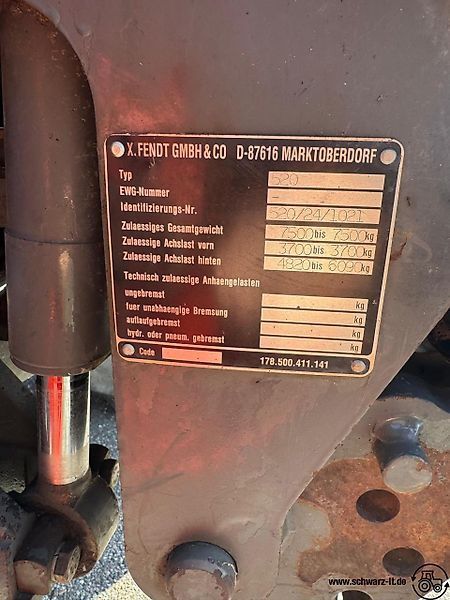 X. FENDT GMBH & CO D-87616 MARKTOBERDORF
Typ 520
EWG-Nummer -
Identifizierungs-Nr. 520/24/1021
Zulaessiges Gesamtgewicht 7500 bis 7500 kg
Zulaessige Achslast vorn 3700 bis 3700 kg
Zulaessige Achslast hinten 4820 bis 6090 kg
Technisch zulaessige Anhaengelasten
ungebremst kg
fuer unabhaengige Bremsung kg
auflaufgebremst kg
hydr. oder pneum. gebremst kg
Code 178.500.411.141
www.schwarz-lt.de